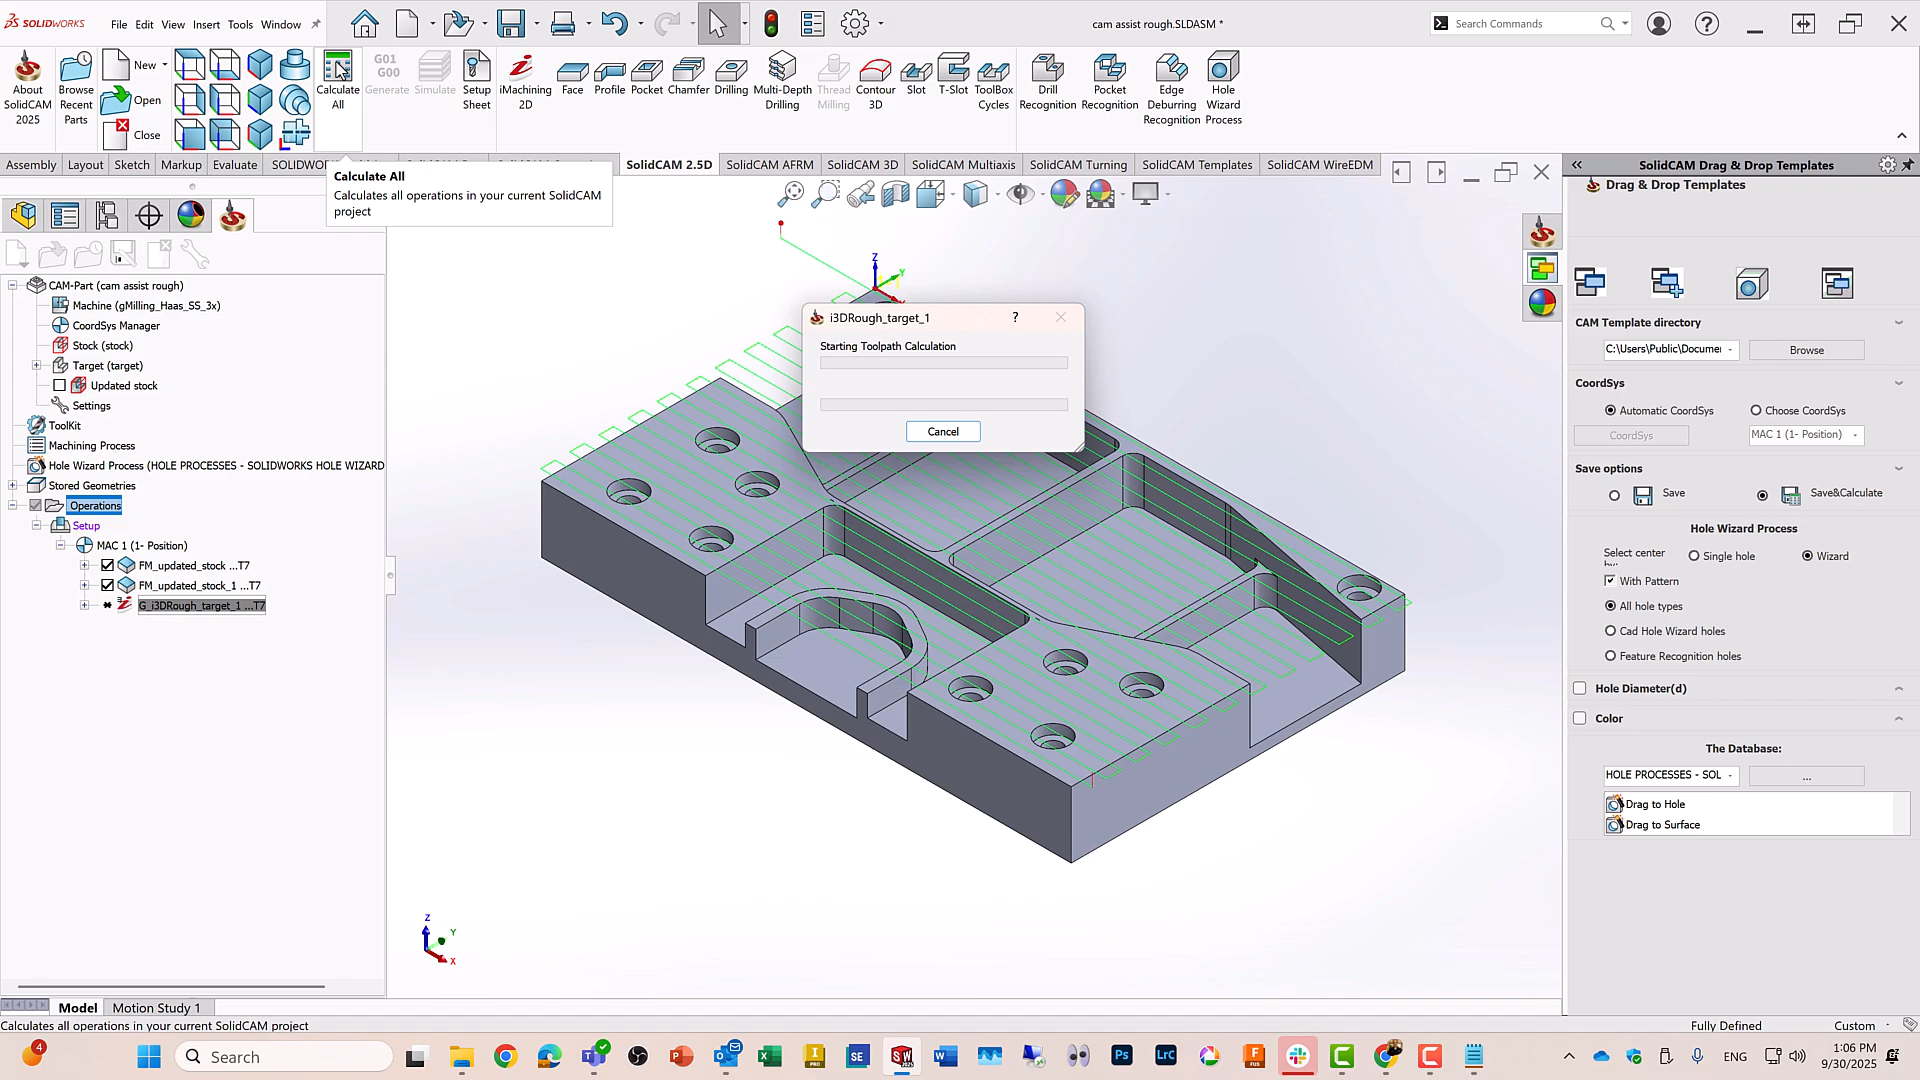 SOLIDWORKS
File
Edit
View
Insert
Tools
Window
cam assist rough.SLDASM *
Search Commands
About
SolidCAM
2025
Browse
Recent
Parts
New
Open
Close
Calculate
All
G01
G00
Generate
Simulate
Setup
Sheet
iMachining
2D
Face
Profile
Pocket
Chamfer
Drilling
Multi-Depth
Drilling
Thread
Milling
Contour
3D
Slot
T-Slot
ToolBox
Cycles
Drill
Recognition
Pocket
Recognition
Edge
Deburring
Recognition
Hole
Wizard
Process
Assembly
Layout
Sketch
Markup
Evaluate
SolidCAM 2.5D
SolidCAM AFRM
SolidCAM 3D
SolidCAM Multiaxis
SolidCAM Turning
SolidCAM Templates
SolidCAM WireEDM
Calculate All
Calculates all operations in your current SolidCAM
project
CAM-Part (cam assist rough)
Machine (gMilling_Haas_SS_3x)
CoordSys Manager
Stock (stock)
Target (target)
Updated stock
Settings
ToolKit
Machining Process
Hole Wizard Process (HOLE PROCESSES - SOLIDWORKS HOLE WIZARD
Stored Geometries
Operations
Setup
MAC 1 (1- Position)
FM_updated_stock ...T7
FM_updated_stock_1 ...T7
G_i3DRough_target_1 ...T7
Z
Y
i3DRough_target_1
?
Starting Toolpath Calculation
Cancel
Z
Y
X
SolidCAM Drag & Drop Templates
Drag & Drop Templates
CAM Template directory
C:\Users\Public\Documer
Browse
CoordSys
Automatic CoordSys
Choose CoordSys
CoordSys
MAC 1 (1- Position)
Save options
Save
Save&Calculate
Hole Wizard Process
Select center
Single hole
Wizard
With Pattern
All hole types
Cad Hole Wizard holes
Feature Recognition holes
Hole Diameter(d)
Color
The Database:
HOLE PROCESSES - SOL
...
Drag to Hole
Drag to Surface
Model
Motion Study 1
Calculates all operations in your current SolidCAM project
Fully Defined
Custom
4
Search
SE
Ps
LrC
ENG
1:06 PM
9/30/2025